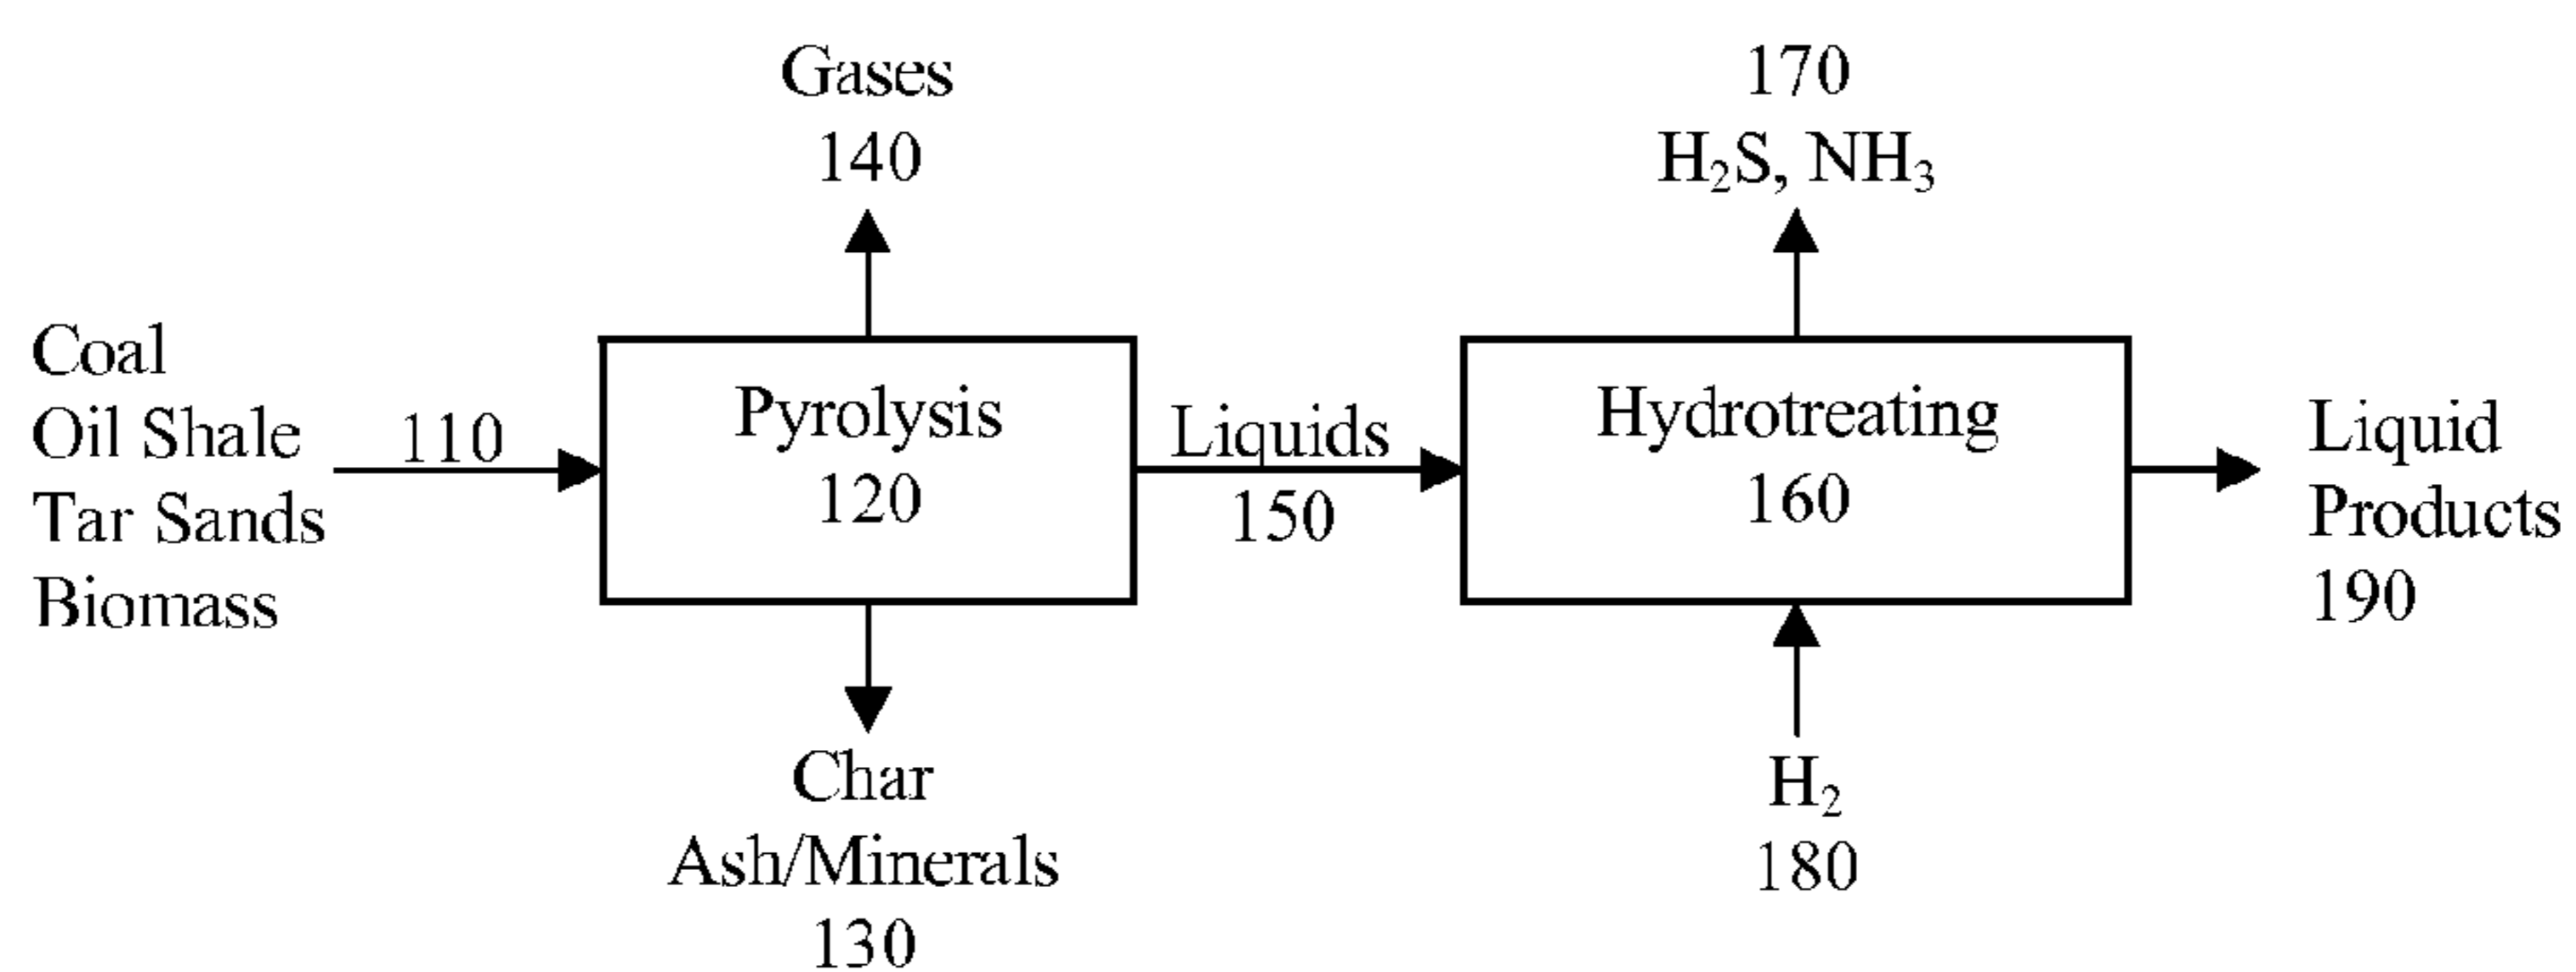 Gases
140
170
H₂S, NH₃
Coal
Oil Shale
Tar Sands
Biomass
110
Pyrolysis
120
Liquids
150
Hydrotreating
160
Liquid
Products
190
Char
Ash/Minerals
130
H₂
180